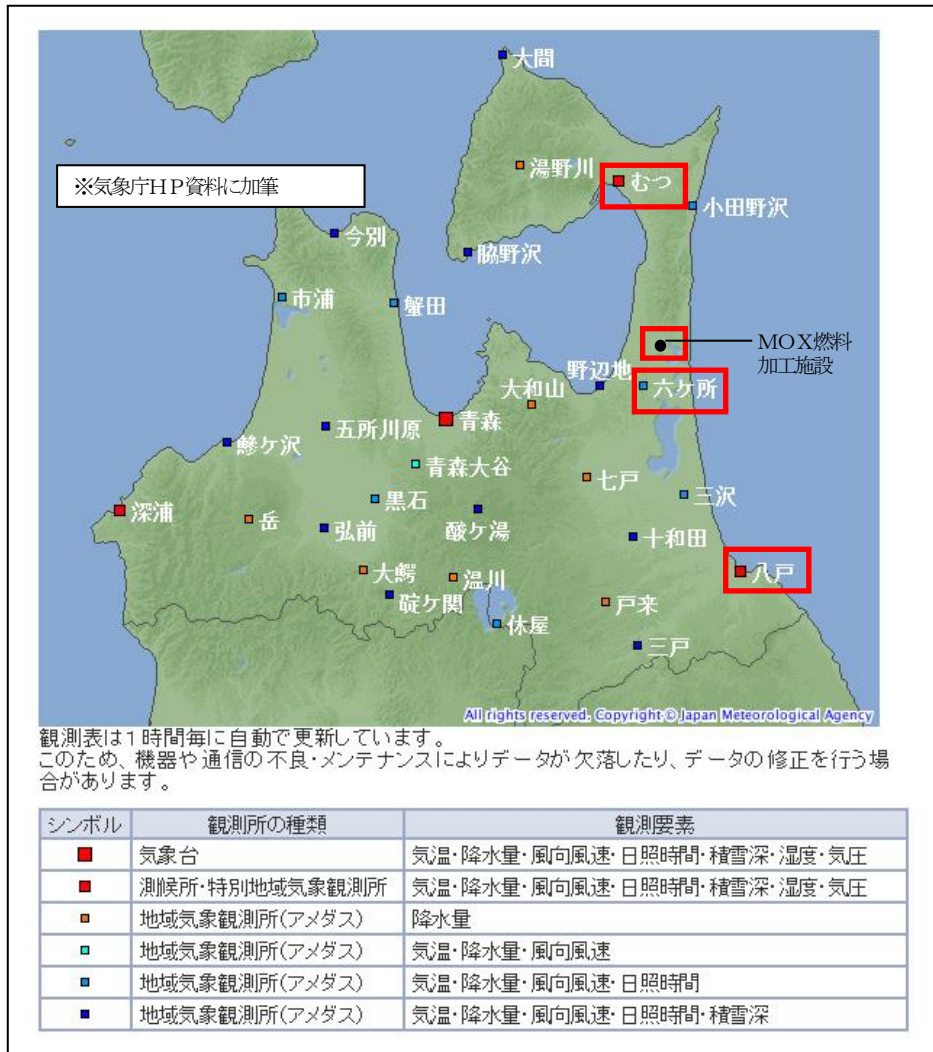 大間
湯野川
むつ
※気象庁HP資料に加筆
小田野沢
今別
脇野沢
市浦
蟹田
MOX燃料
加工施設
野辺地
大和山
六ケ所
青森
五所川原
鰺ケ沢
青森大谷
七戸
三沢
黒石
深浦
岳
弘前
酸ケ湯
十和田
大鰐
温川
八戸
碇ケ関
戸来
休屋
三戸
All rights reserved. Copyright © Japan Meteorological Agency
観測表は1時間毎に自動で更新しています。
このため、機器や通信の不良・メンテナンスによりデータが欠落したり、データの修正を行う場
合があります。
シンボル 観測所の種類 観測要素
気象台 気温・降水量・風向風速・日照時間・積雪深・湿度・気圧
測候所・特別地域気象観測所 気温・降水量・風向風速・日照時間・積雪深・湿度・気圧
地域気象観測所(アメダス) 降水量
地域気象観測所(アメダス) 気温・降水量・風向風速
地域気象観測所(アメダス) 気温・降水量・風向風速・日照時間
地域気象観測所(アメダス) 気温・降水量・風向風速・日照時間・積雪深